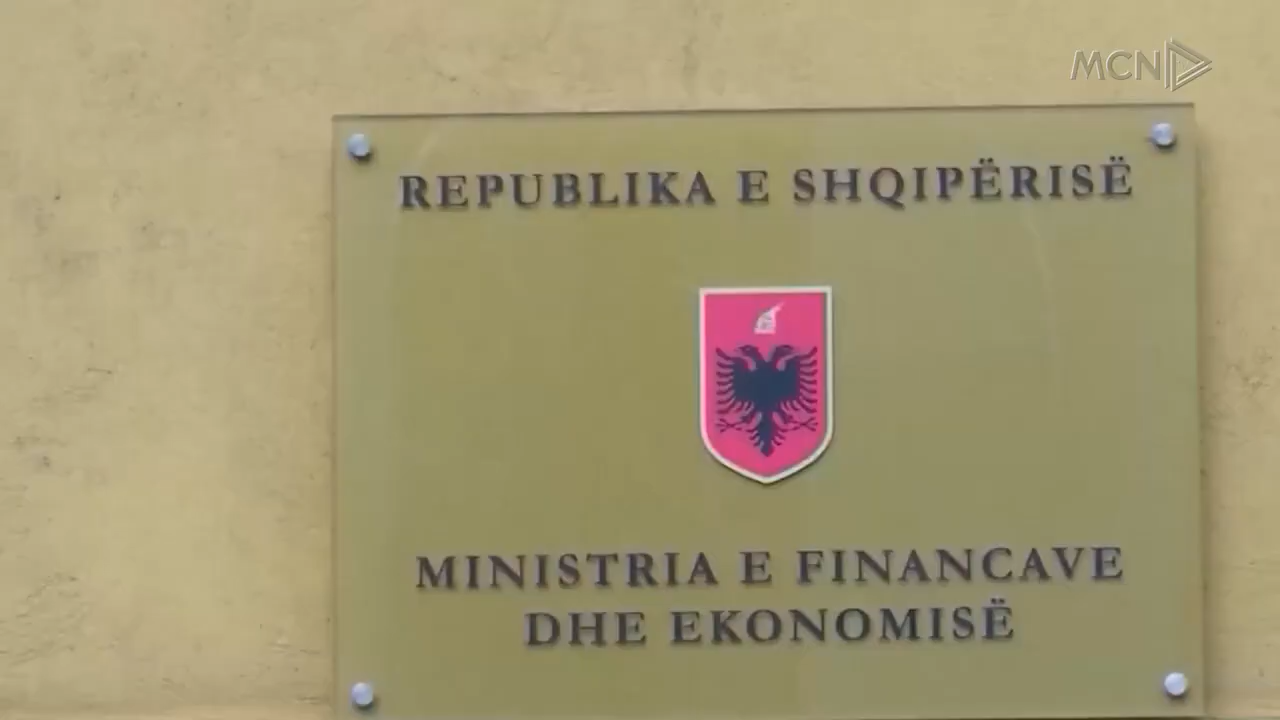 MCN
REPUBLIKA E SHQIPËRISË
MINISTRIA E FINANCAVE
DHE EKONOMISË